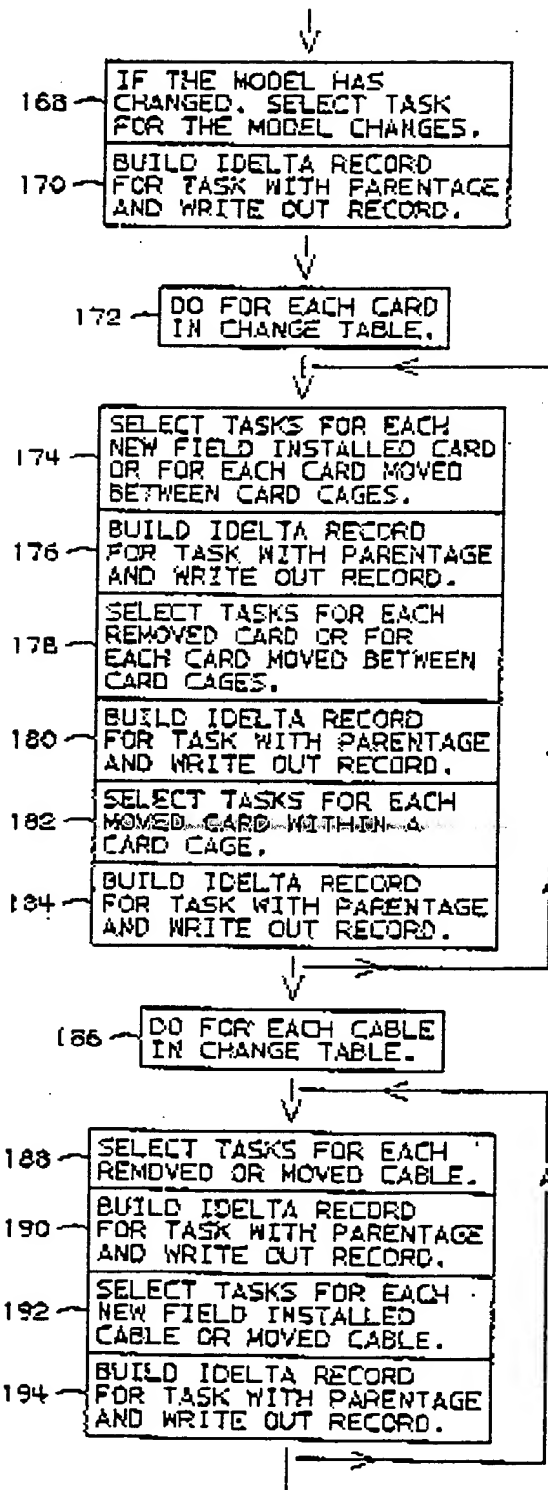 IF THE MODEL HAS
168 CHANGED. SELECT TASK
FOR THE MODEL CHANGES.
BUILD IDELTA RECORD
170 FOR TASK WITH PARENTAGE
AND WRITE OUT RECORD.
172 DO FOR EACH CARD
IN CHANGE TABLE.
SELECT TASKS FOR EACH
174 NEW FIELD INSTALLED CARD
OR FOR EACH CARD MOVED
BETWEEN CARD CAGES.
BUILD IDELTA RECORD
176 FOR TASK WITH PARENTAGE
AND WRITE OUT RECORD.
SELECT TASKS FOR EACH
178 REMOVED CARD OR FOR
EACH CARD MOVED BETWEEN
CARD CAGES.
BUILD IDELTA RECORD
180 FOR TASK WITH PARENTAGE
AND WRITE OUT RECORD.
SELECT TASKS FOR EACH
182 MOVED CARD WITHIN A
CARD CAGE.
BUILD IDELTA RECORD
184 FOR TASK WITH PARENTAGE
AND WRITE OUT RECORD.
186 DO FOR EACH CABLE
IN CHANGE TABLE.
188 SELECT TASKS FOR EACH
REMOVED OR MOVED CABLE.
BUILD IDELTA RECORD
190 FOR TASK WITH PARENTAGE
AND WRITE OUT RECORD.
SELECT TASKS FOR EACH
192 NEW FIELD INSTALLED
CABLE OR MOVED CABLE.
BUILD IDELTA RECORD
194 FOR TASK WITH PARENTAGE
AND WRITE OUT RECORD.